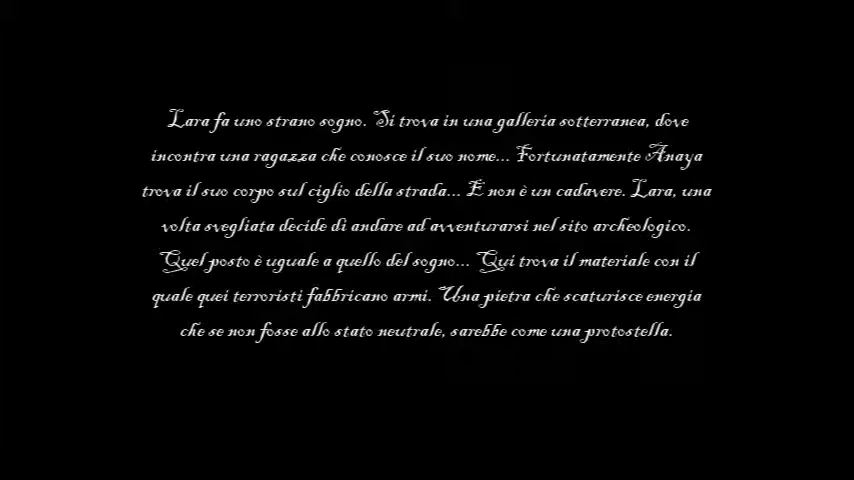 Lara fa uno strano sogno. Si trova in una galleria sotterranea, dove
incontra una ragazza che conosce il suo nome... Fortunatamente Anaya
trova il suo corpo sul ciglio della strada... E non è un cadavere. Lara, una
volta svegliata decide di andare ad avventurarsi nel sito archeologico.
Quel posto è uguale a quello del sogno... Qui trova il materiale con il
quale quei terroristi fabbricano armi. Una pietra che scaturisce energia
che se non fosse allo stato neutrale, sarebbe come una protostella.